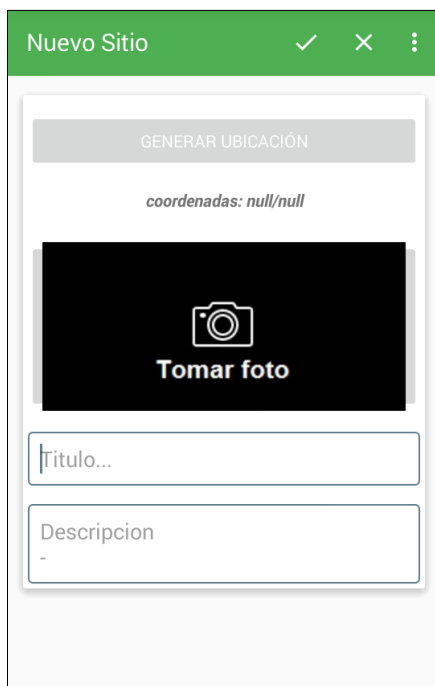 Nuevo Sitio
GENERAR UBICACIÓN
coordenadas: null/null
Tomar foto
Titulo...
Descripcion
-